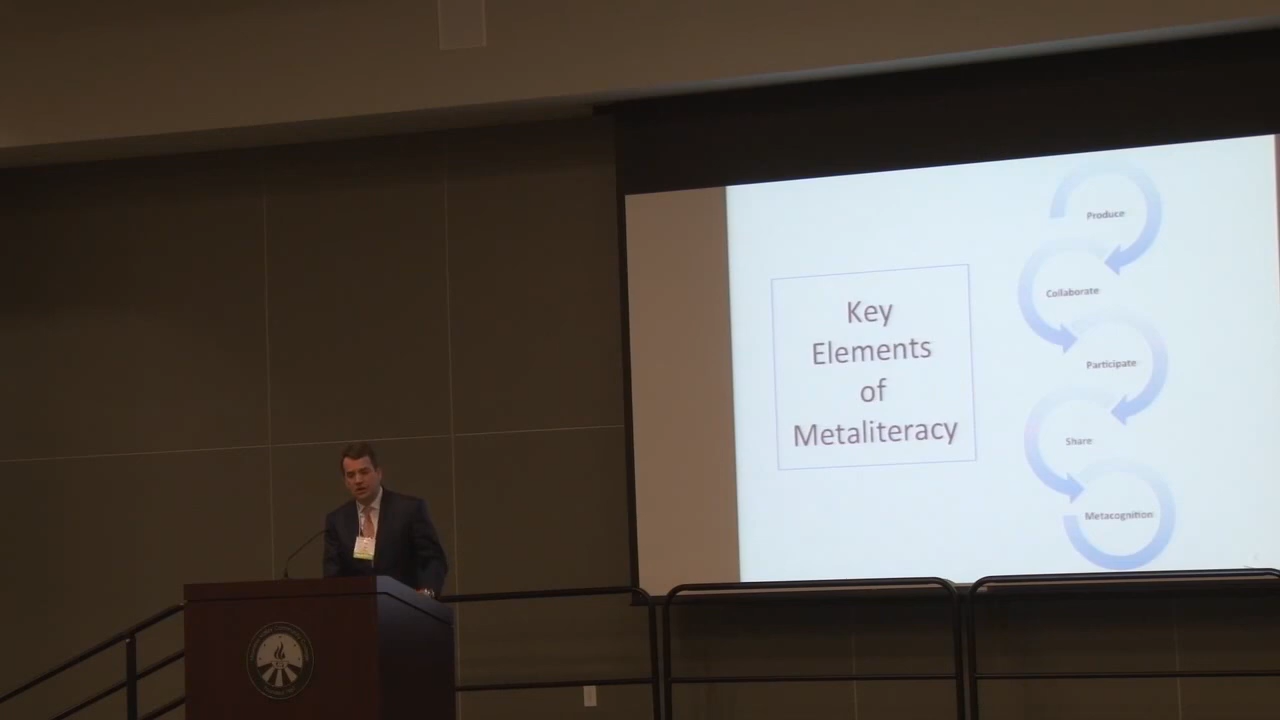 Key
Elements
of
Metaliteracy
Produce
Collaborate
Participate
Share
Metacognition